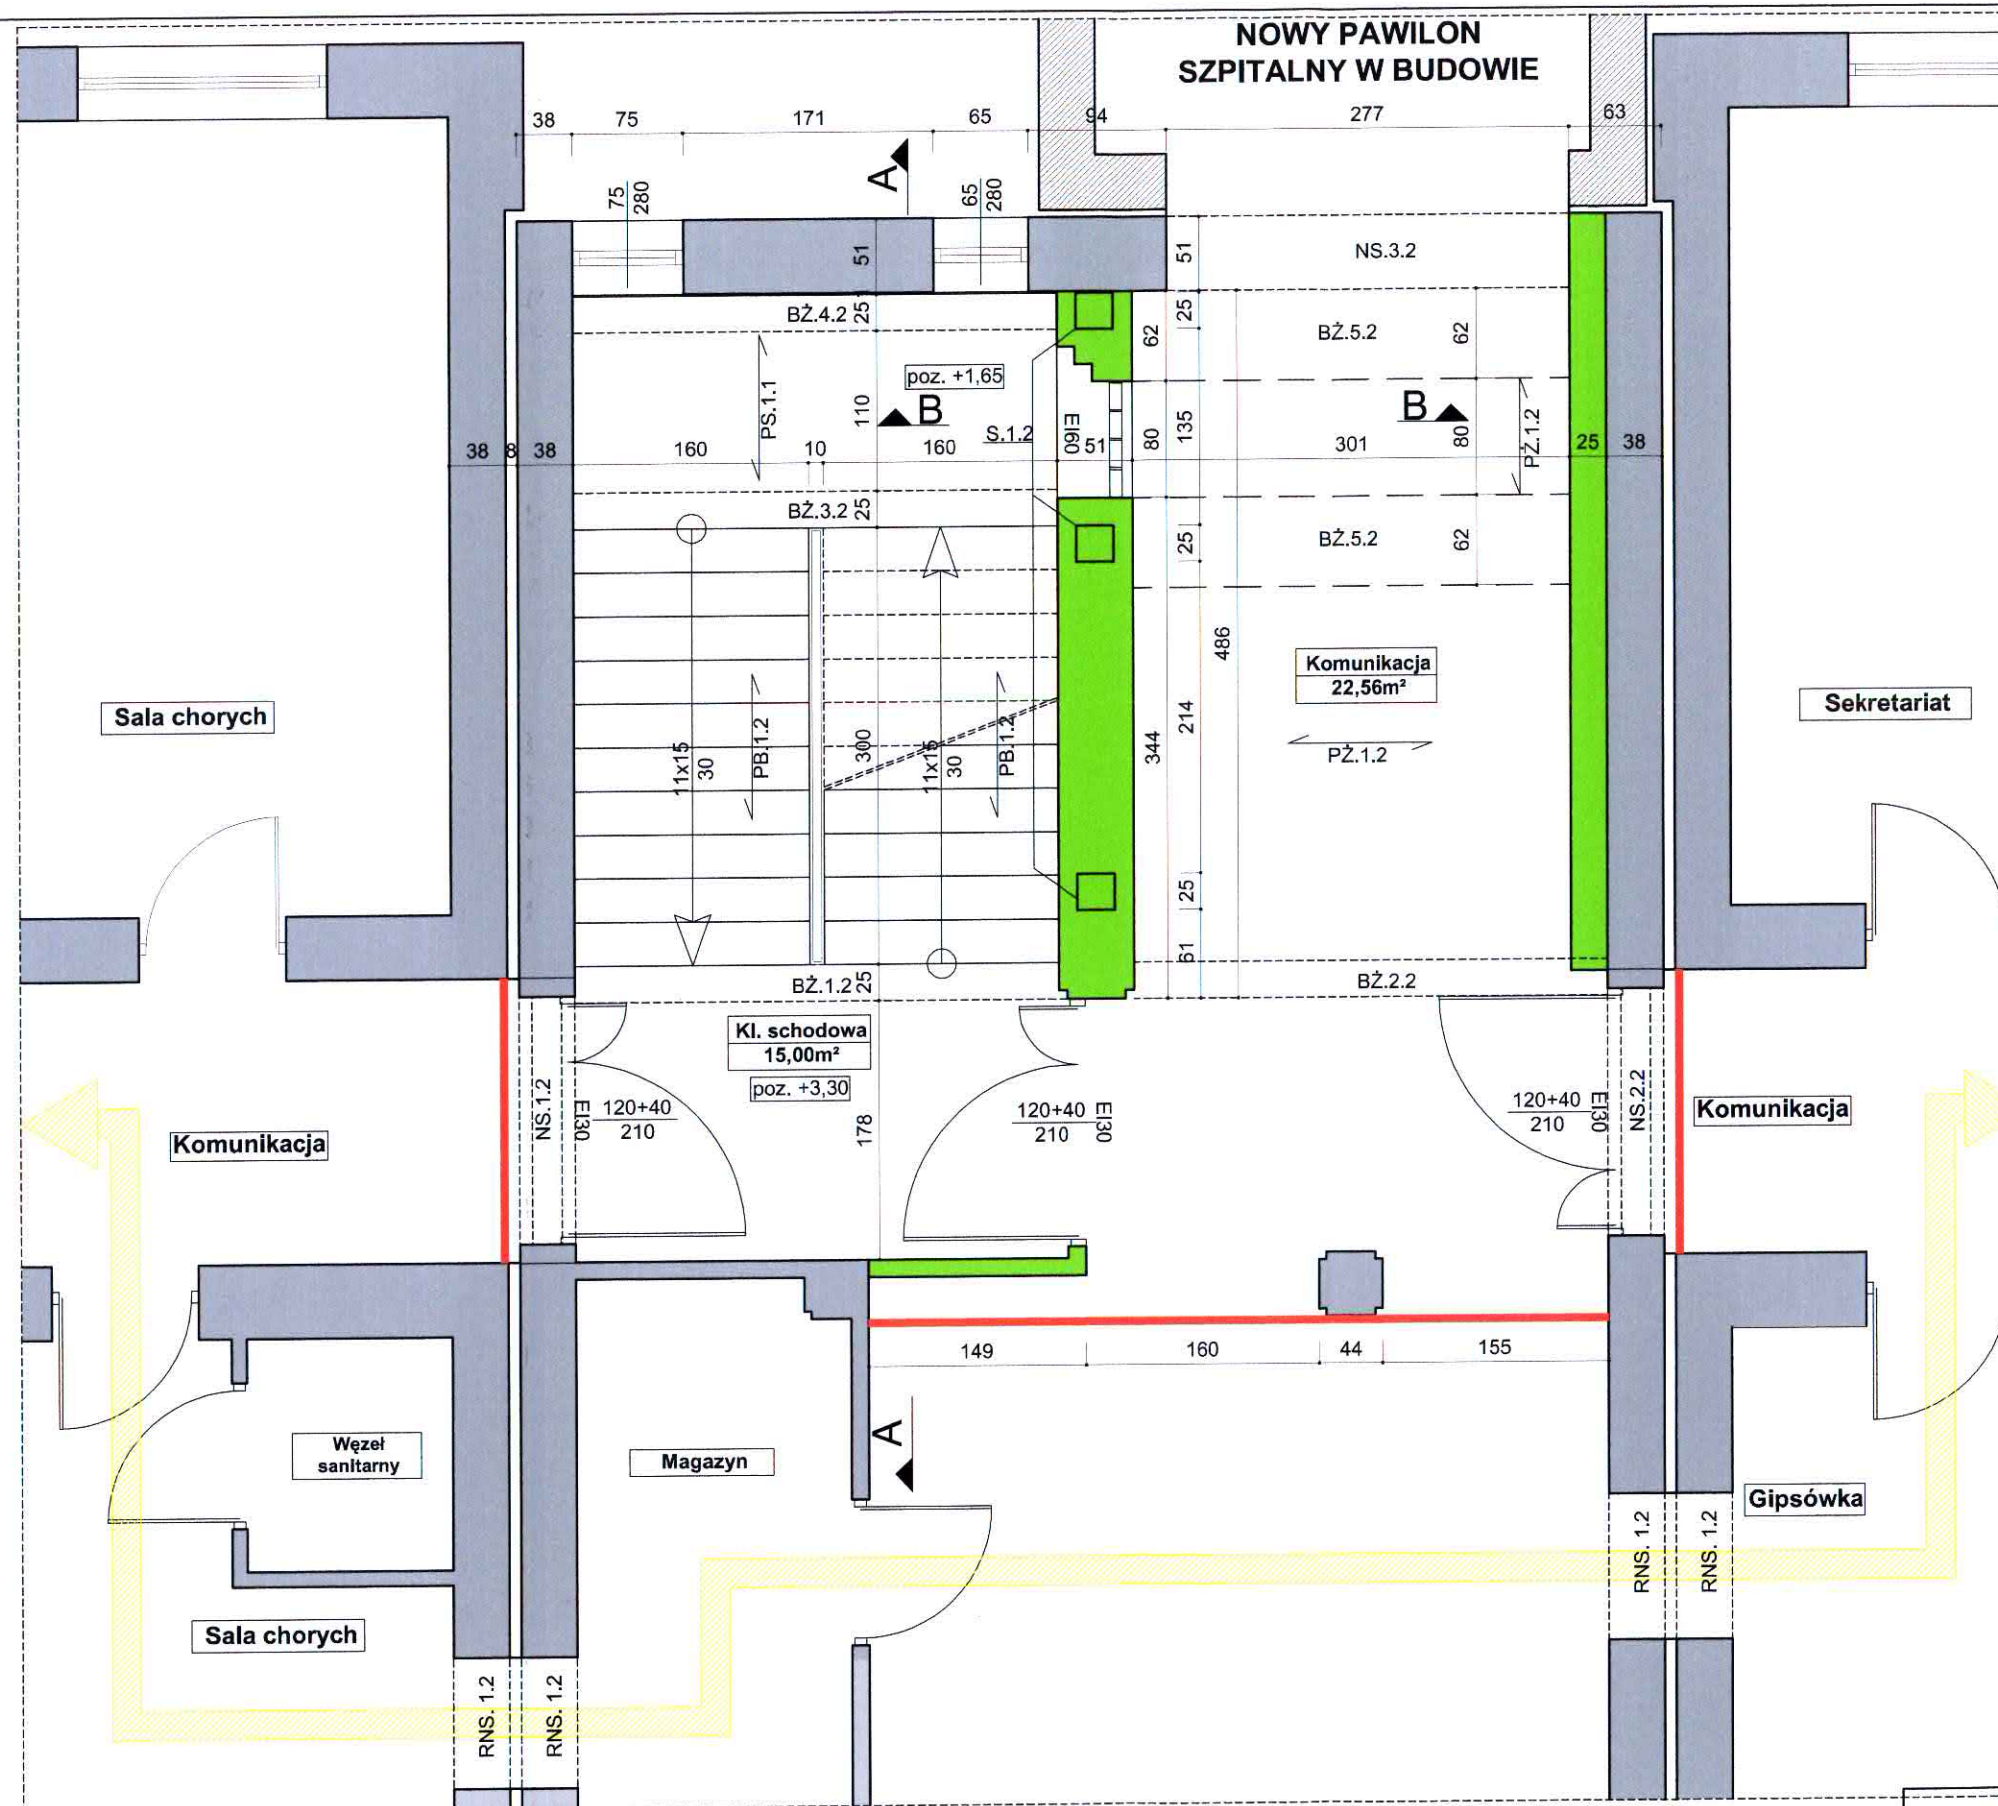 NOWY PAWILON
SZPITALNY W BUDOWIE
38
75
171
65
94
277
63
A
75
280
65
280
51
51
NS.3.2
BŻ.4.2
25
25
62
BŻ.5.2
62
poz. +1,65
PS.1.1
110
B
S.1.2
EI60
80
135
B
80
PŻ.1.2
38
8
38
160
10
160
51
301
25
38
BŻ.3.2
25
25
BŻ.5.2
62
486
Komunikacja
22,56m²
Sala chorych
Sekretariat
11x15
30
PB.1.2
300
11x15
30
PB.1.2
344
214
PŻ.1.2
25
61
BŻ.1.2
25
BŻ.2.2
Kl. schodowa
15,00m²
poz. +3,30
NS.1.2
EI30
120+40
210
178
120+40
210
EI30
120+40
210
EI30
NS.2.2
Komunikacja
Komunikacja
149
160
44
155
A
Węzeł
sanitarny
Magazyn
Gipsówka
RNS. 1.2
RNS. 1.2
Sala chorych
RNS. 1.2
RNS. 1.2